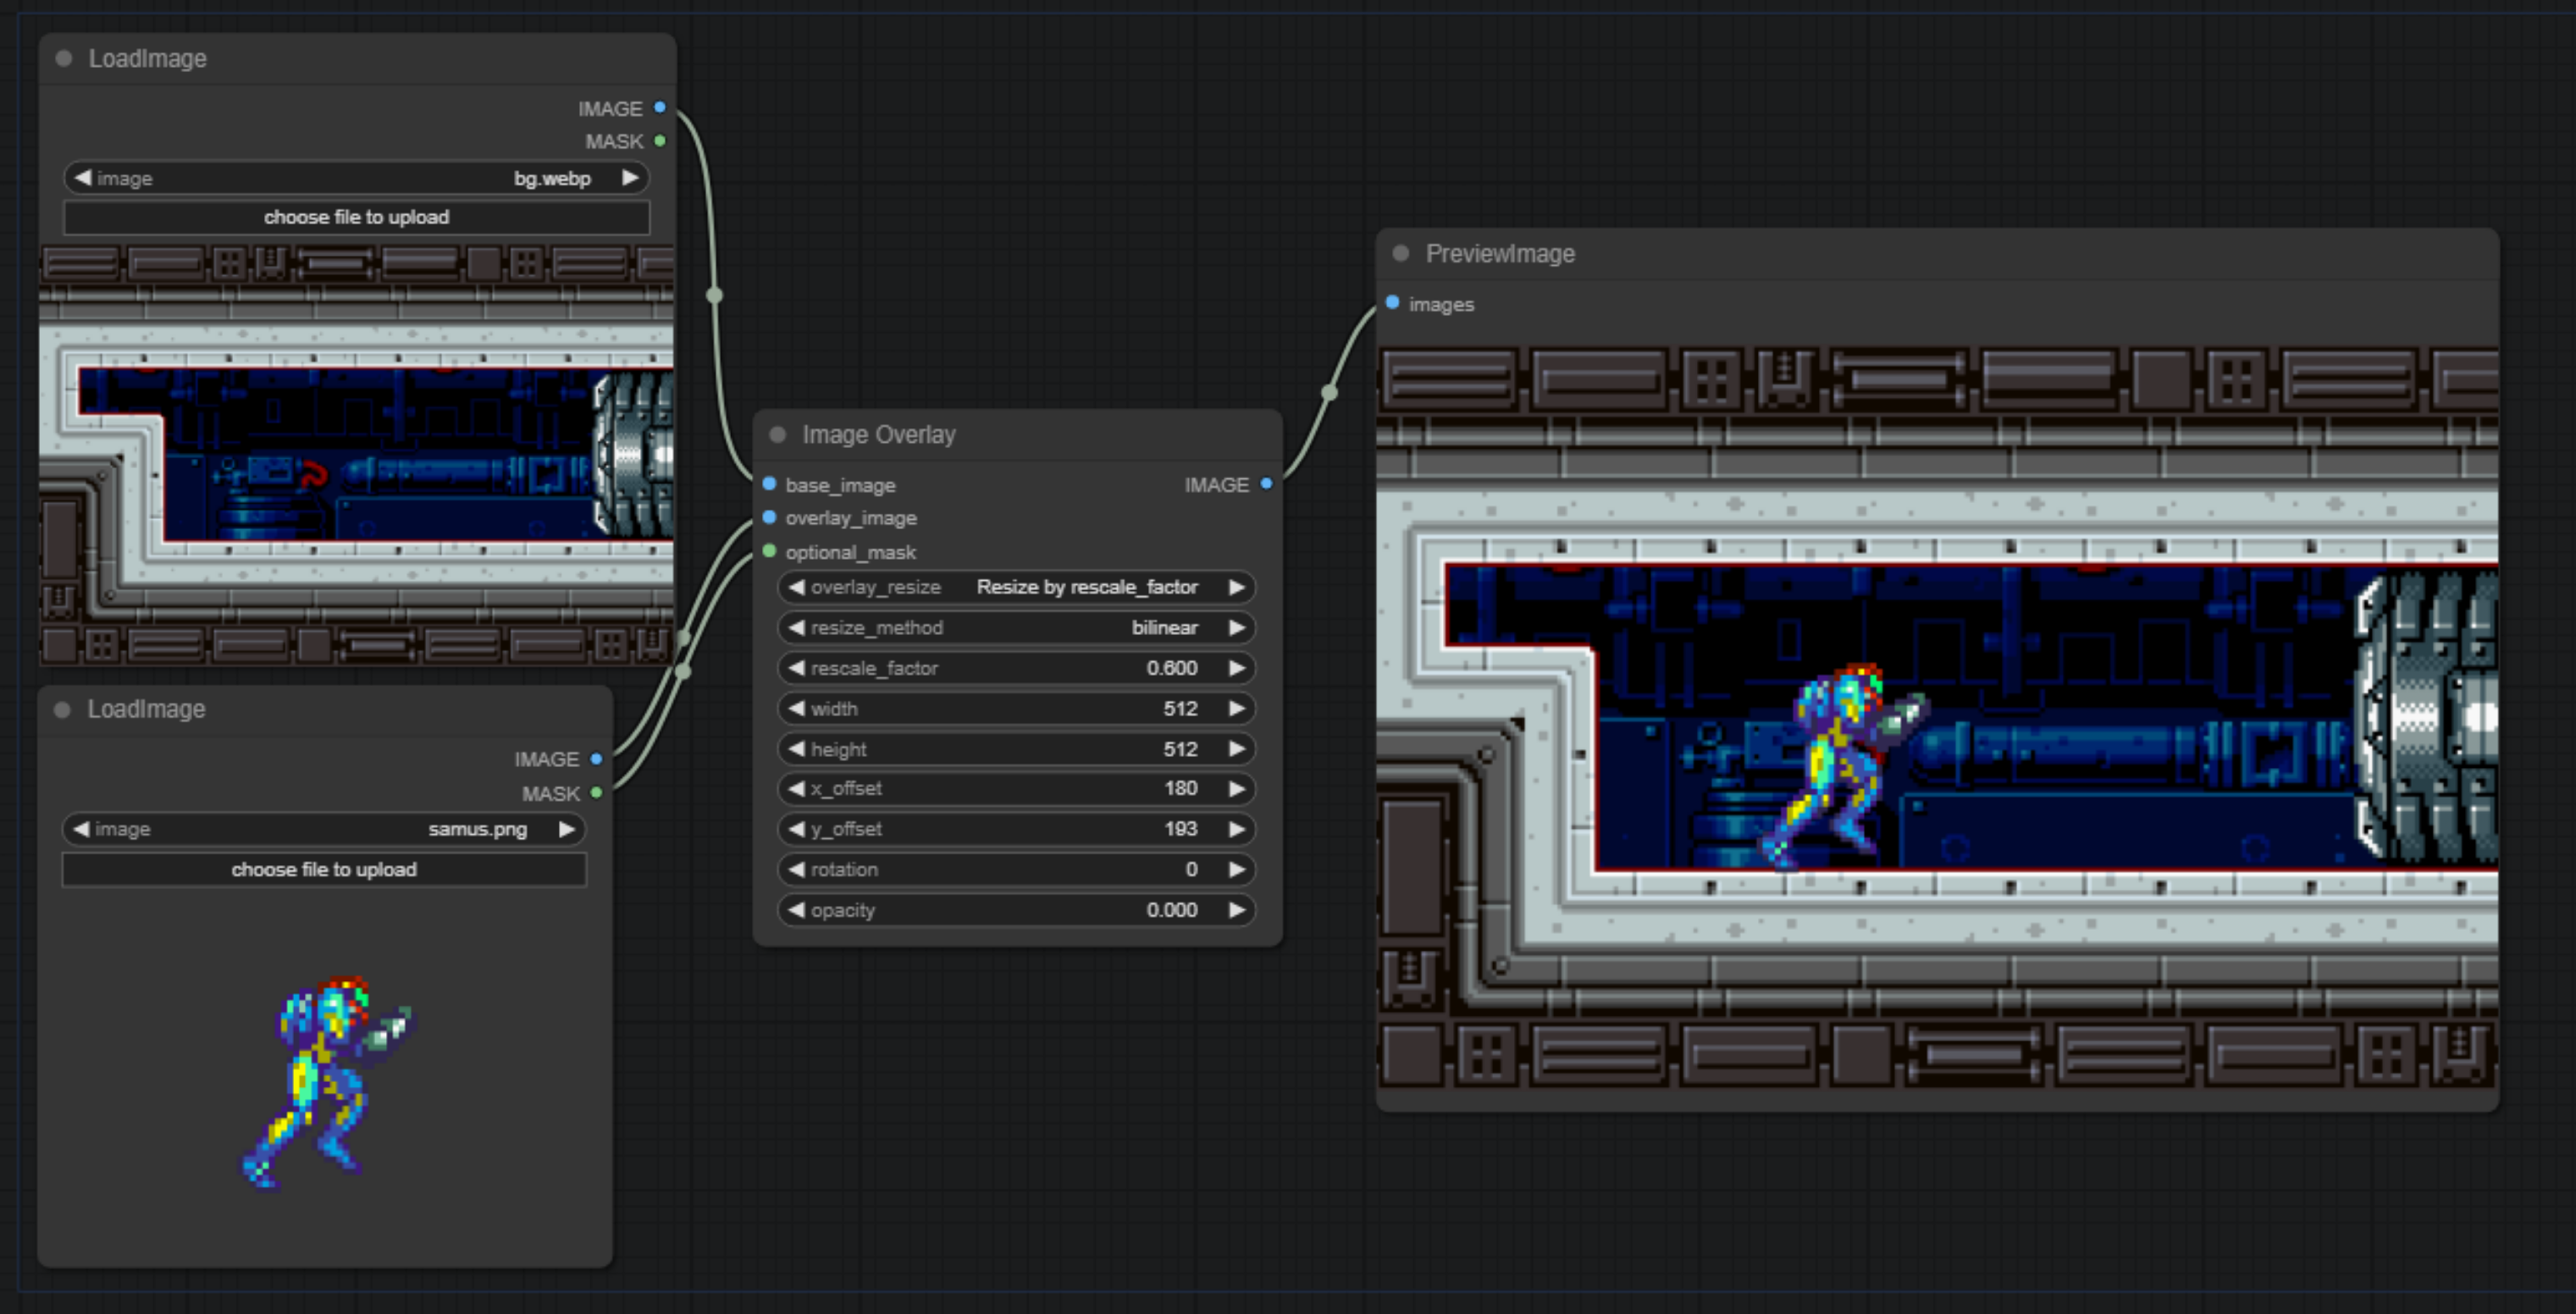 LoadImage
IMAGE
MASK
image bg.webp
choose file to upload
LoadImage
IMAGE
MASK
image samus.png
choose file to upload
Image Overlay
base_image IMAGE
overlay_image
optional_mask
overlay_resize Resize by rescale_factor
resize_method bilinear
rescale_factor 0.600
width 512
height 512
x_offset 180
y_offset 193
rotation 0
opacity 0.000
PreviewImage
images